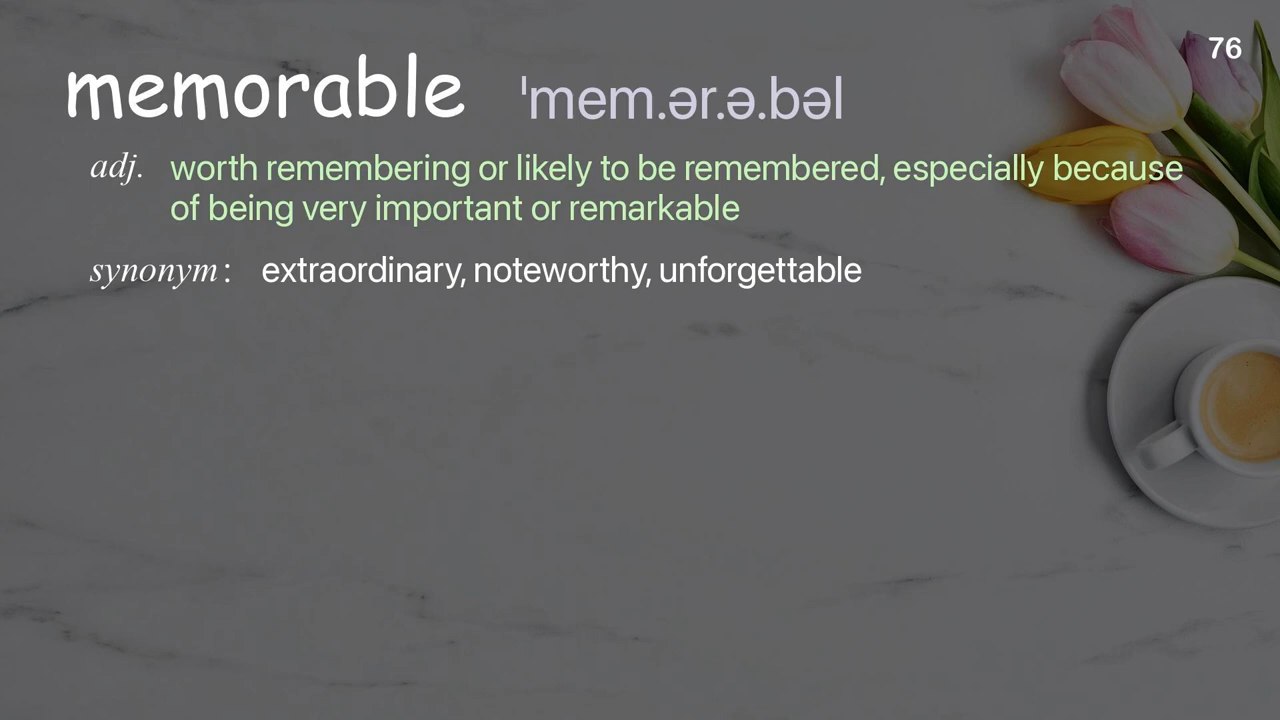 76
memorable ˈmem.ər.ə.bəl
adj. worth remembering or likely to be remembered, especially because
of being very important or remarkable
synonym : extraordinary, noteworthy, unforgettable